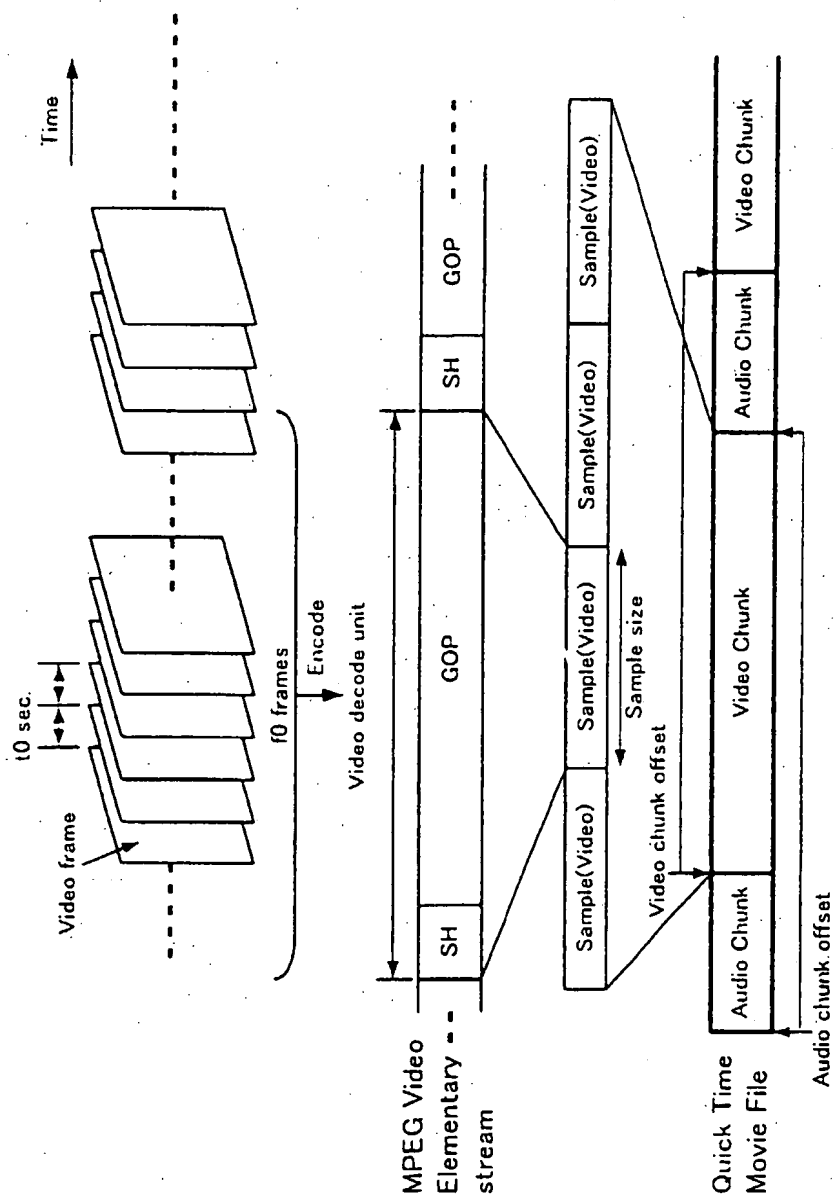 Time
t0 sec.
Video frame
f0 frames
Encode
Video decode unit
MPEG Video
Elementary
stream
SH
GOP
SH
GOP
Sample(Video)
Sample(Video)
Sample(Video)
Sample(Video)
Sample size
Video chunk offset
Quick Time
Movie File
Audio Chunk
Video Chunk
Audio Chunk
Video Chunk
Audio chunk offset